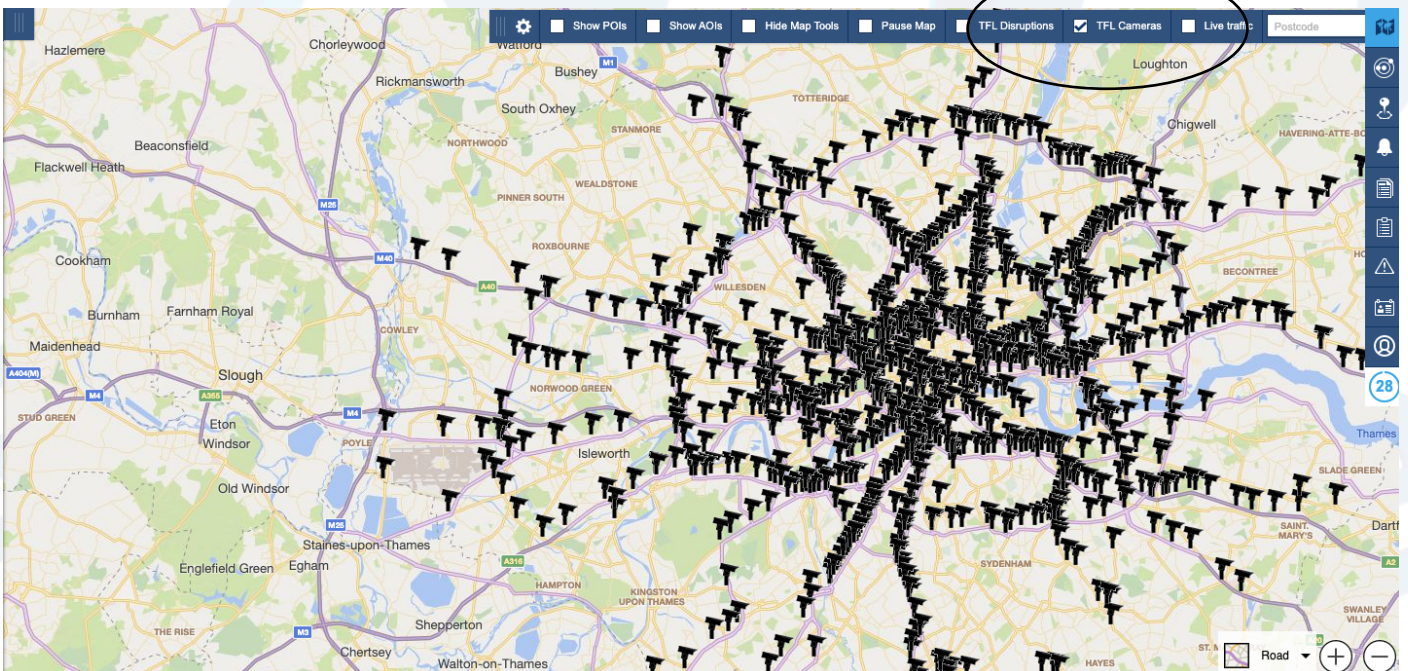 Show POIs
Show AOIs
Hide Map Tools
Pause Map
TFL Disruptions
TFL Cameras
Live traffic
Postcode
Hazlemere
Chorleywood
Watford
M1
Bushey
Loughton
Rickmansworth
TOTTERIDGE
South Oxhey
STANMORE
Chigwell
HAVERING-ATTE-BO
Beaconsfield
NORTHWOOD
Flackwell Heath
WEALDSTONE
PINNER SOUTH
M25
ROXBOURNE
M40
Cookham
BECONTREE
HO
A40
WILLESDEN
Burnham
Farnham Royal
COWLEY
Maidenhead
A404(M)
Slough
28
NORWOOD GREEN
M4
A355
M4
STUD GREEN
Eton
Windsor
POYLE
Thames
Isleworth
SLADE GREEN
Old Windsor
M25
SAINT
MARY'S
Dartf
Staines-upon-Thames
A316
A2
Englefield Green
Egham
SYDENHAM
HAMPTON
KINGSTON
UPON THAMES
SWANLEY
VILLAGE
Shepperton
THE RISE
M3
Chertsey
ST. M
Road
Walton-on-Thames
HAYES